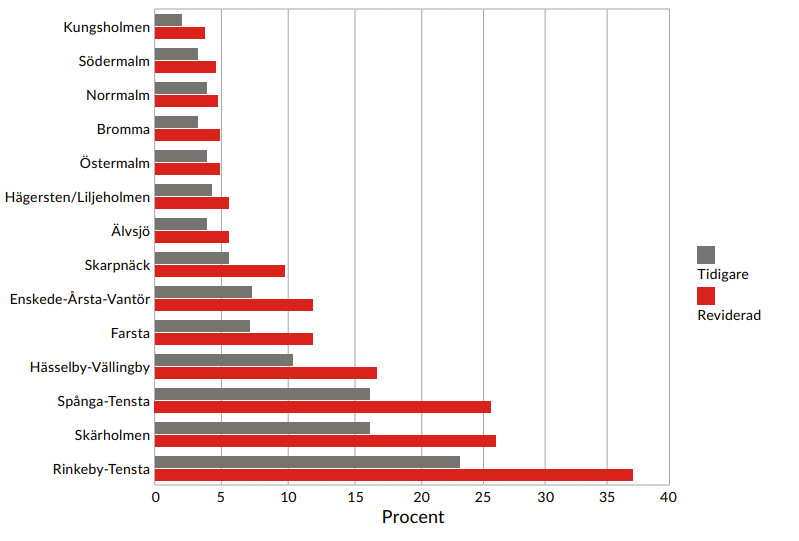 Kungsholmen
Södermalm
Norrmalm
Bromma
Östermalm
Hägersten/Liljeholmen
Älvsjö
Skarpnäck
Enskede-Årsta-Vantör
Farsta
Hässelby-Vällingby
Spånga-Tensta
Skärholmen
Rinkeby-Tensta
0 5 10 15 20 25 30 35 40
Procent
Tidigare
Reviderad